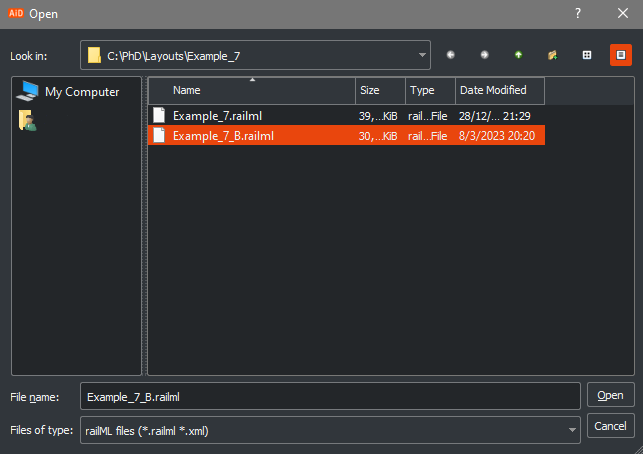 AiD Open ?
Look in: C:\PhD\Layouts\Example_7
My Computer
Name Size Type Date Modified
Example_7.railml 39,...KiB rail...File 28/12/... 21:29
Example_7_B.railml 30,...KiB rail...File 8/3/2023 20:20
File name: Example_7_B.railml Open
Files of type: railML files (*.railml *.xml) Cancel